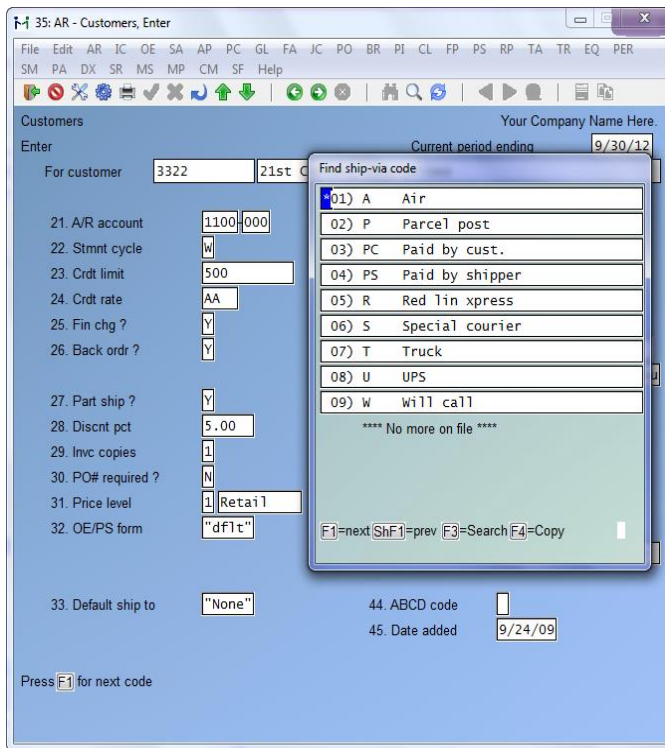 35: AR - Customers, Enter
File Edit AR IC OE SA AP PC GL FA JC PO BR PI CL FP PS RP TA TR EQ PER
SM PA DX SR MS MP CM SF Help
Customers Your Company Name Here.
Enter Current period ending 9/30/12
For customer 3322 21st C
Find ship-via code
*01) A Air
02) P Parcel post
03) PC Paid by cust.
04) PS Paid by shipper
05) R Red lin xpress
06) S Special courier
07) T Truck
08) U UPS
09) W Will call
**** No more on file ****
F1=next ShF1=prev F3=Search F4=Copy
21. A/R account 1100-000
22. Stmnt cycle W
23. Crdt limit 500
24. Crdt rate AA
25. Fin chg ? Y
26. Back ordr ? Y
27. Part ship ? Y
28. Discnt pct 5.00
29. Invc copies 1
30. PO# required ? N
31. Price level 1 Retail
32. OE/PS form "dflt"
33. Default ship to "None" 44. ABCD code
45. Date added 9/24/09
Press F1 for next code